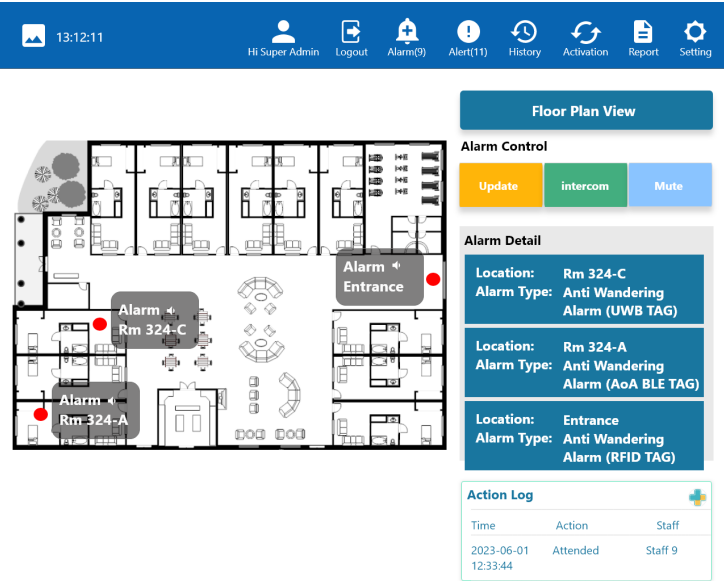 13:12:11
Hi Super Admin
Logout
Alarm(9)
Alert(11)
History
Activation
Report
Setting
Floor Plan View
Alarm Control
Update
intercom
Mute
Alarm
Entrance
Alarm
Rm 324-C
Alarm
Rm 324-A
Alarm Detail
Location: Rm 324-C
Alarm Type: Anti Wandering
Alarm (UWB TAG)
Location: Rm 324-A
Alarm Type: Anti Wandering
Alarm (AoA BLE TAG)
Location: Entrance
Alarm Type: Anti Wandering
Alarm (RFID TAG)
Action Log
Time Action Staff
2023-06-01 Attended Staff 9
12:33:44